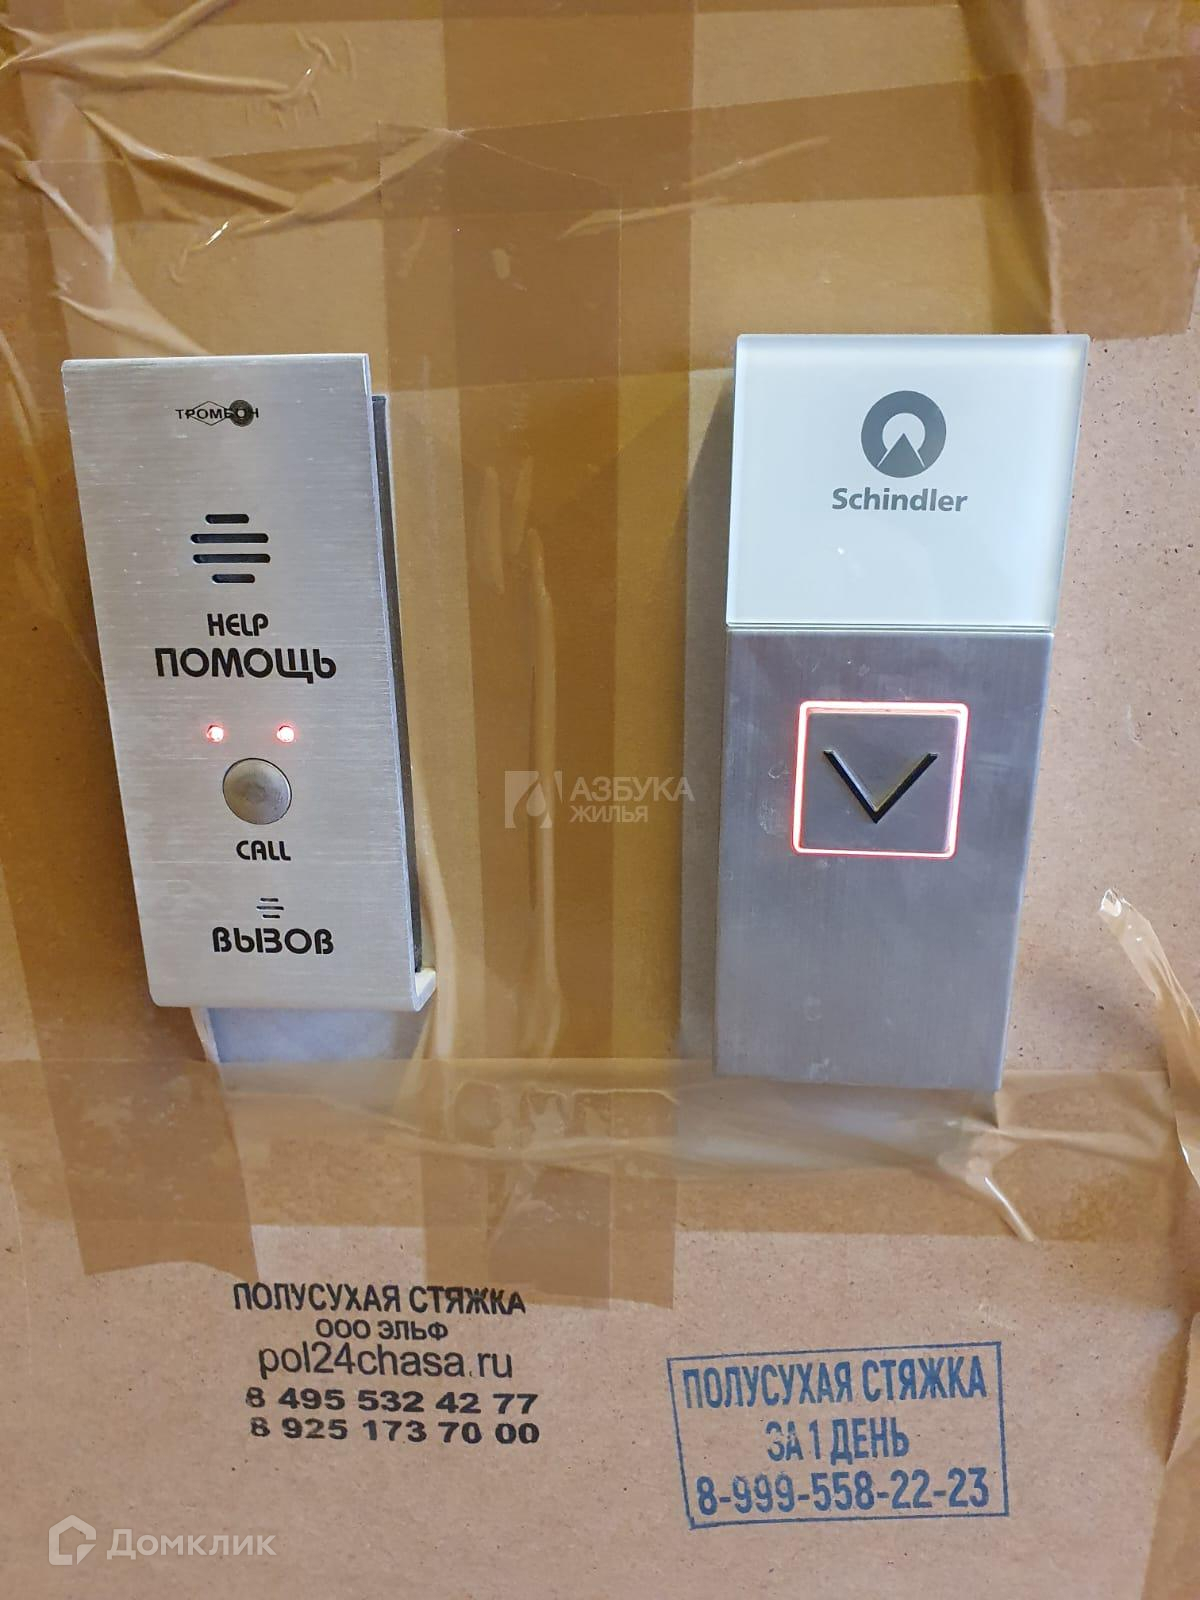 ТРОМБОН
HELP
ПОМОЩЬ
CALL
ВЫЗОВ
Schindler
АЗБУКА
ЖИЛЬЯ
ПОЛУСУХАЯ СТЯЖКА
ООО ЭЛЬФ
pol24chasa.ru
8 495 532 42 77
8 925 173 70 00
ПОЛУСУХАЯ СТЯЖКА
ЗА 1 ДЕНЬ
8-999-558-22-23
Домклик